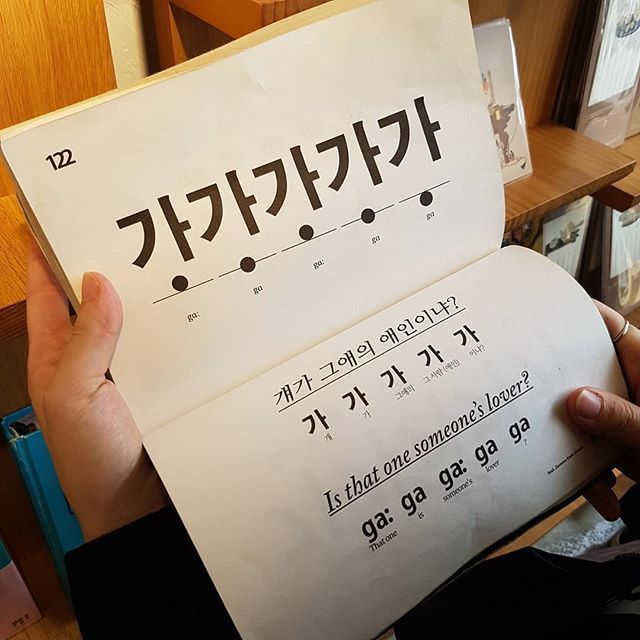 122
가가가가가
ga: ga ga: ga ga
걔가 그애의 애인이냐?
가 가 가 가 가
걔 가 그애의 그 사람(애인) 이냐?
Is that one someone's lover?
ga: ga ga: ga ga
That one is someone's lover ?